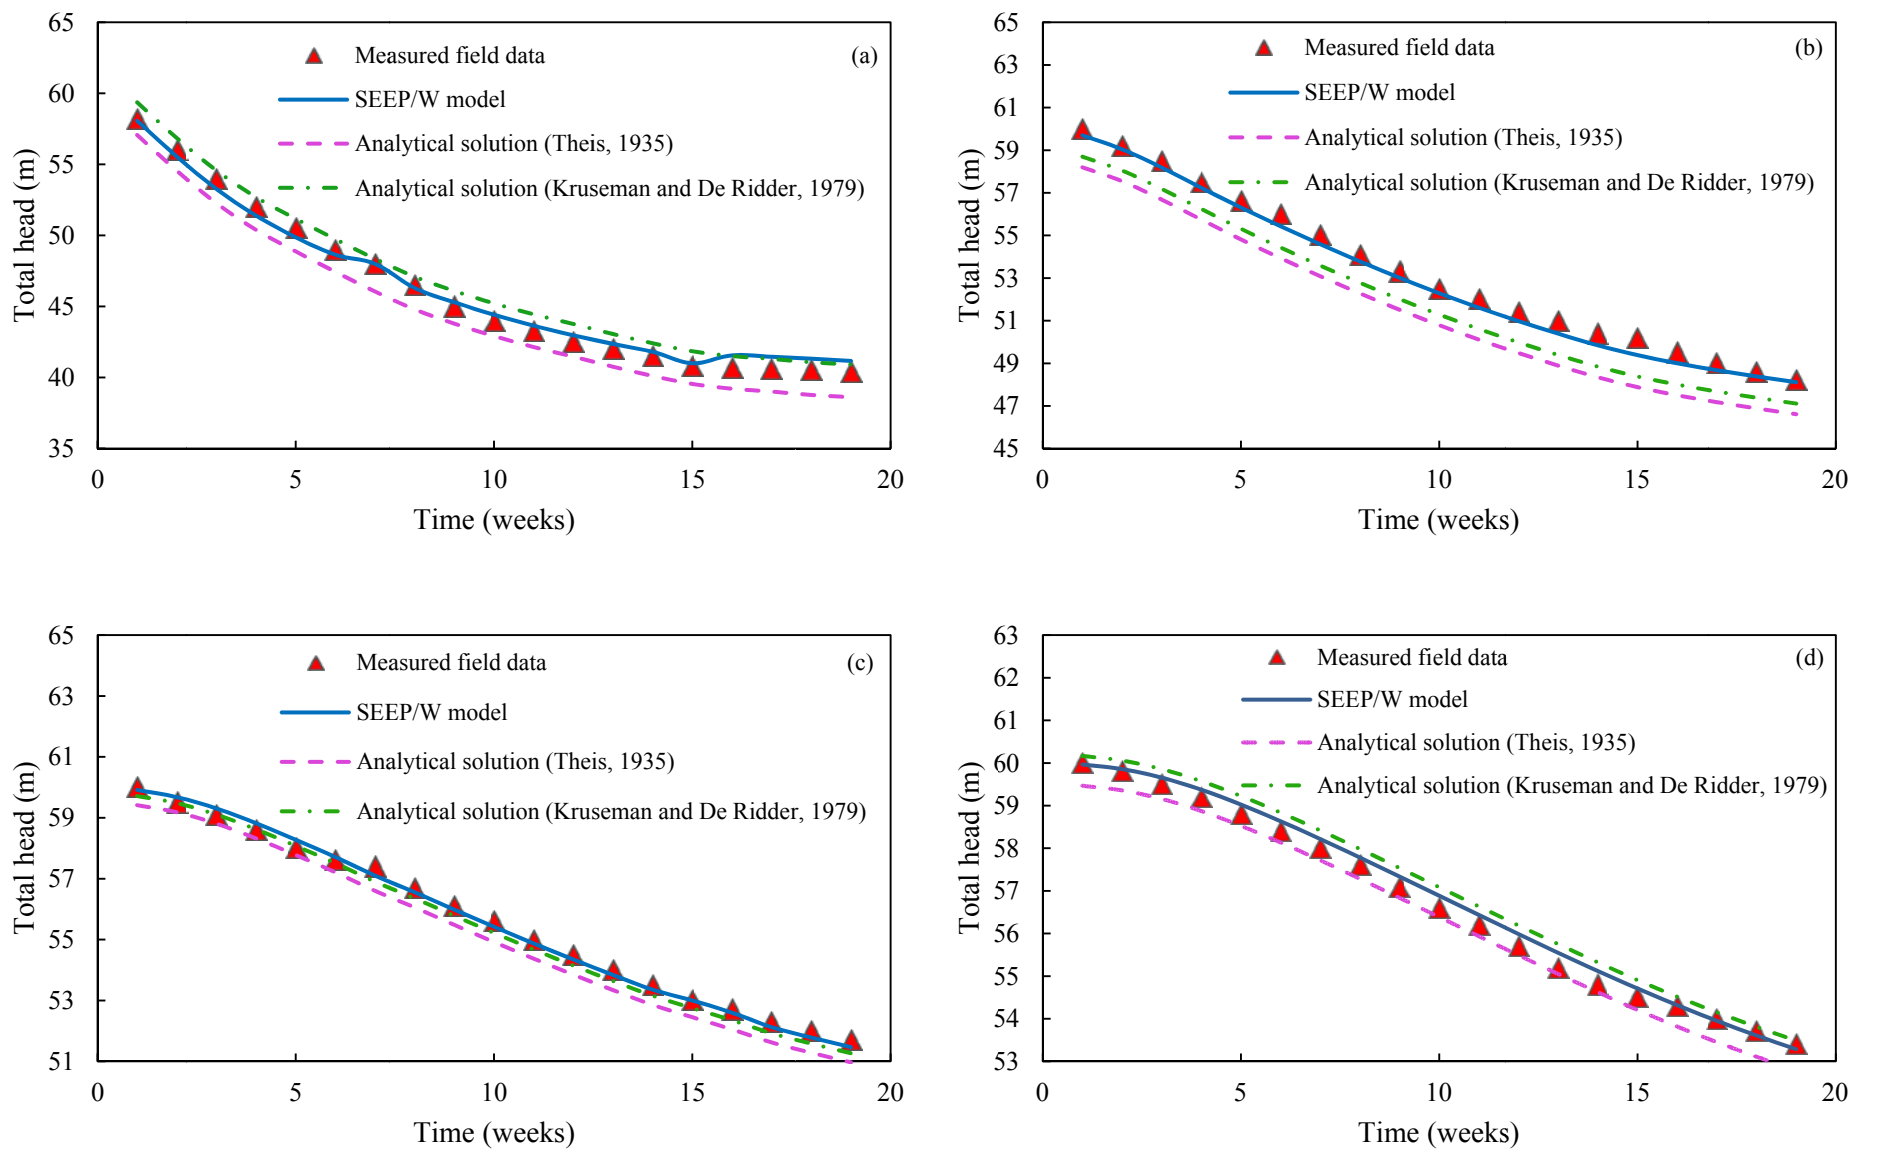 65
60
55
50
45
40
35
0
5
10
15
20
Total head (m)
Time (weeks)
Measured field data
SEEP/W model
Analytical solution (Theis, 1935)
Analytical solution (Kruseman and De Ridder, 1979)
(a)
65
63
61
59
57
55
53
51
49
47
45
0
5
10
15
20
Total head (m)
Time (weeks)
Measured field data
SEEP/W model
Analytical solution (Theis, 1935)
Analytical solution (Kruseman and De Ridder, 1979)
(b)
65
63
61
59
57
55
53
51
0
5
10
15
20
Total head (m)
Time (weeks)
Measured field data
SEEP/W model
Analytical solution (Theis, 1935)
Analytical solution (Kruseman and De Ridder, 1979)
(c)
63
62
61
60
59
58
57
56
55
54
53
0
5
10
15
20
Total head (m)
Time (weeks)
Measured field data
SEEP/W model
Analytical solution (Theis, 1935)
Analytical solution (Kruseman and De Ridder, 1979)
(d)